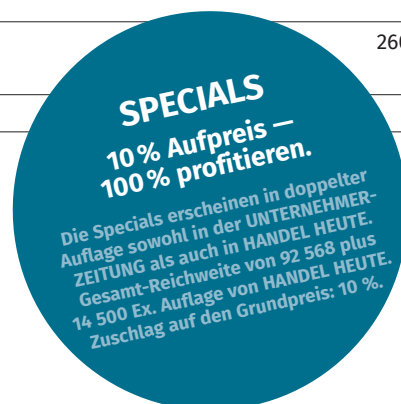 260
SPECIALS
10 % Aufpreis —
100 % profitieren.
Die Specials erscheinen in doppelter
Auflage sowohl in der UNTERNEHMER-
ZEITUNG als auch in HANDEL HEUTE.
Gesamt-Reichweite von 92 568 plus
14 500 Ex. Auflage von HANDEL HEUTE.
Zuschlag auf den Grundpreis: 10 %.